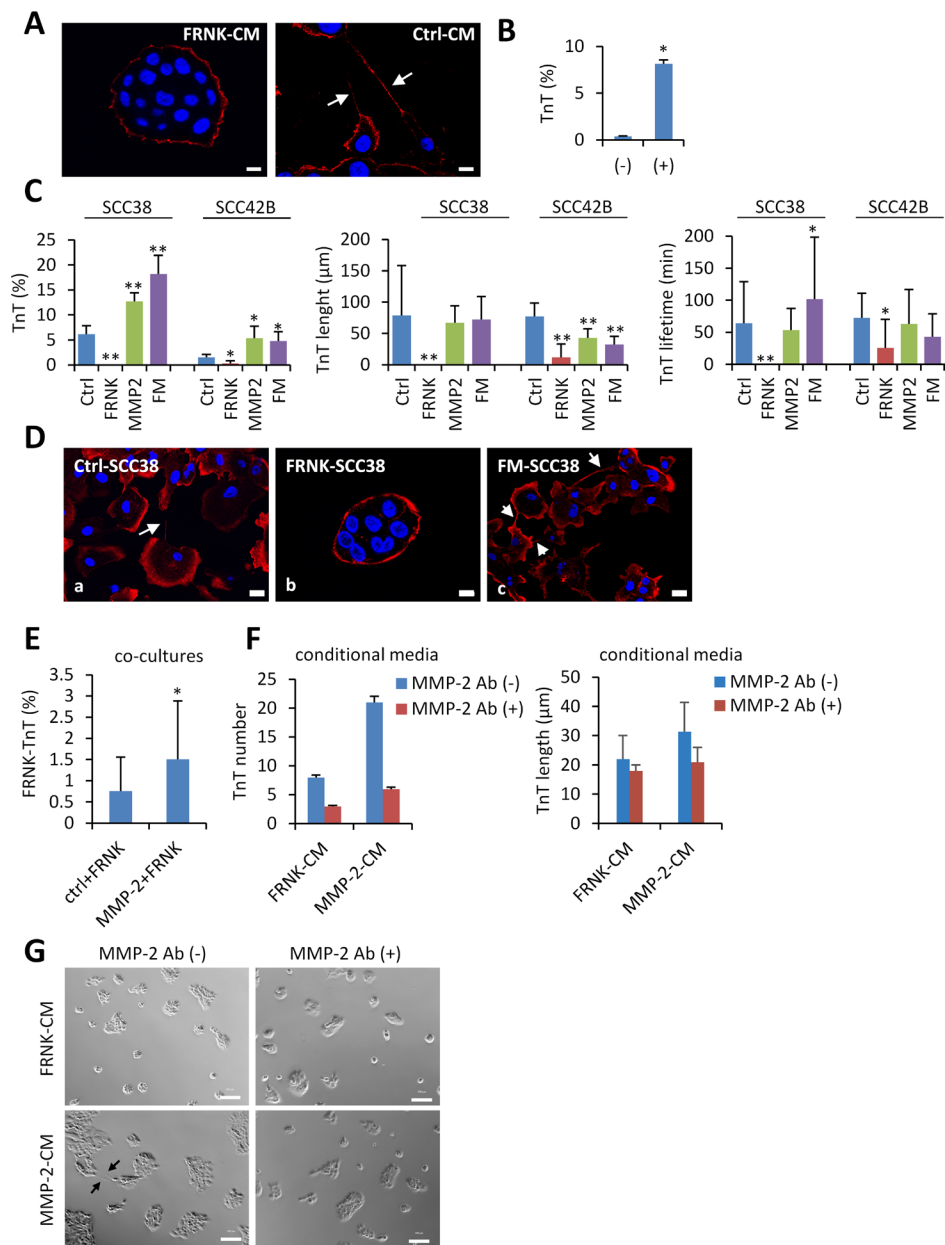 A
FRNK-CM
Ctrl-CM
B
TnT (%)
10
5
0
*
(-)
(+)
C
SCC38
SCC42B
TnT (%)
25
20
15
10
5
0
**
**
**
*
*
*
Ctrl
FRNK
MMP2
FM
Ctrl
FRNK
MMP2
FM
SCC38
SCC42B
TnT lenght (µm)
200
150
100
50
0
**
**
**
**
Ctrl
FRNK
MMP2
FM
Ctrl
FRNK
MMP2
FM
SCC38
SCC42B
TnT lifetime (min)
200
150
100
50
0
**
*
*
Ctrl
FRNK
MMP2
FM
Ctrl
FRNK
MMP2
FM
D
Ctrl-SCC38
a
FRNK-SCC38
b
FM-SCC38
c
E
co-cultures
FRNK-TnT (%)
3.5
3
2.5
2
1.5
1
0.5
0
*
ctrl+FRNK
MMP-2+FRNK
F
conditional media
MMP-2 Ab (-)
MMP-2 Ab (+)
TnT number
25
20
15
10
5
0
FRNK-CM
MMP-2-CM
conditional media
MMP-2 Ab (-)
MMP-2 Ab (+)
TnT length (µm)
50
40
30
20
10
0
FRNK-CM
MMP-2-CM
G
MMP-2 Ab (-)
MMP-2 Ab (+)
FRNK-CM
MMP-2-CM